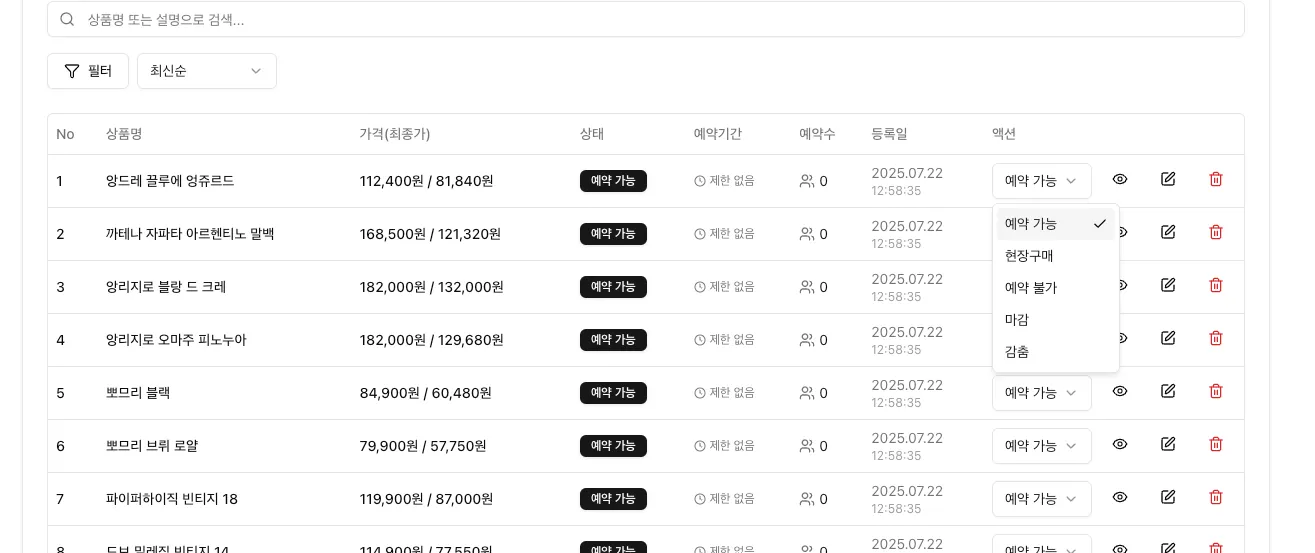 상품명 또는 설명으로 검색...
필터 최신순
No 상품명 가격(최종가) 상태 예약기간 예약수 등록일 액션
1 앙드레 끌루에 엉쥬르드 112,400원 / 81,840원 예약 가능 제한 없음 0 2025.07.22 12:58:35 예약 가능
예약 가능
현장구매
예약 불가
마감
감춤
2 까테나 자파타 아르헨티노 말백 168,500원 / 121,320원 예약 가능 제한 없음 0 2025.07.22 12:58:35
3 앙리지로 블랑 드 크레 182,000원 / 132,000원 예약 가능 제한 없음 0 2025.07.22 12:58:35
4 앙리지로 오마주 피노누아 182,000원 / 129,680원 예약 가능 제한 없음 0 2025.07.22 12:58:35
5 뽀므리 블랙 84,900원 / 60,480원 예약 가능 제한 없음 0 2025.07.22 12:58:35 예약 가능
6 뽀므리 브뤼 로얄 79,900원 / 57,750원 예약 가능 제한 없음 0 2025.07.22 12:58:35 예약 가능
7 파이퍼하이직 빈티지 18 119,900원 / 87,000원 예약 가능 제한 없음 0 2025.07.22 12:58:35 예약 가능
8 빈티지 14 114,900원 / 77,550원 예약 가능 제한 없음 0 2025.07.22 예약 가능